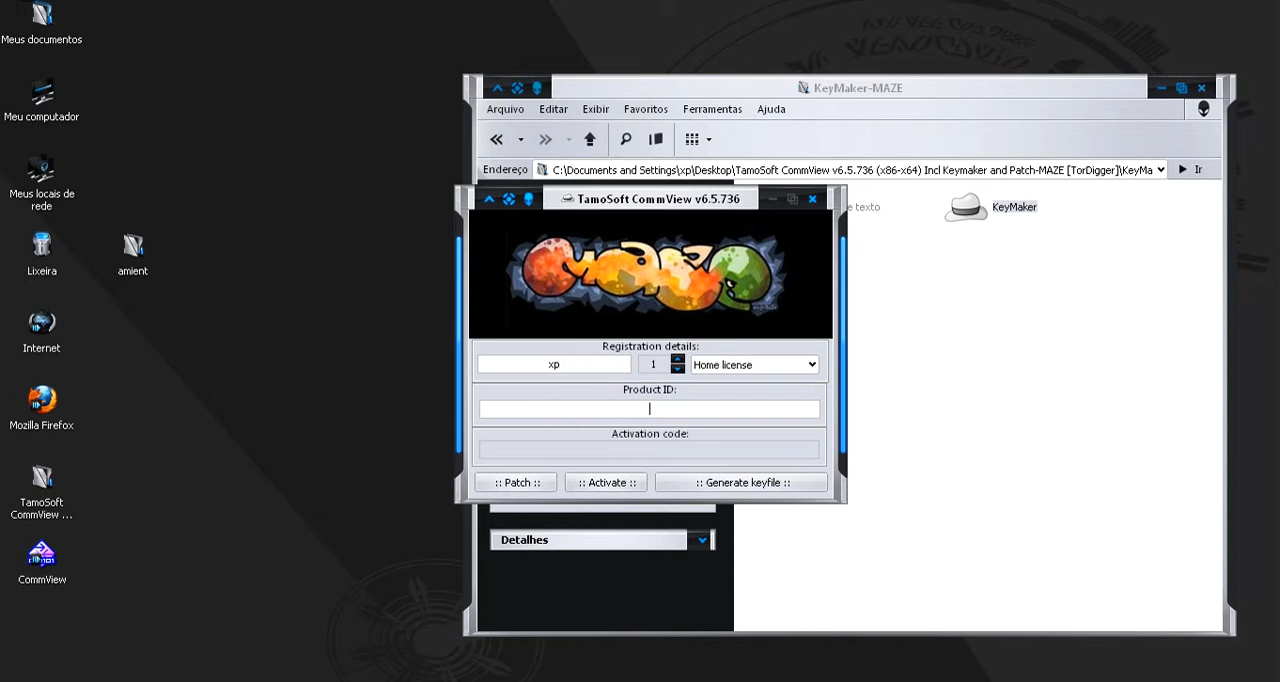 Meus documentos
Meu computador
Meus locais de
rede
Lixeira
amient
Internet
Mozilla Firefox
TamoSoft
CommView ...
CommView
KeyMaker-MAZE
Arquivo Editar Exibir Favoritos Ferramentas Ajuda
Endereço C:\Documents and Settings\xp\Desktop\TamoSoft CommView v6.5.736 (x86-x64) Incl Keymaker and Patch-MAZE [TorDigger]\KeyMa Ir
e texto
KeyMaker
TamoSoft CommView v6.5.736
MAZE
Registration details:
xp 1 Home license
Product ID:
Activation code:
:: Patch :: :: Activate :: :: Generate keyfile ::
Detalhes